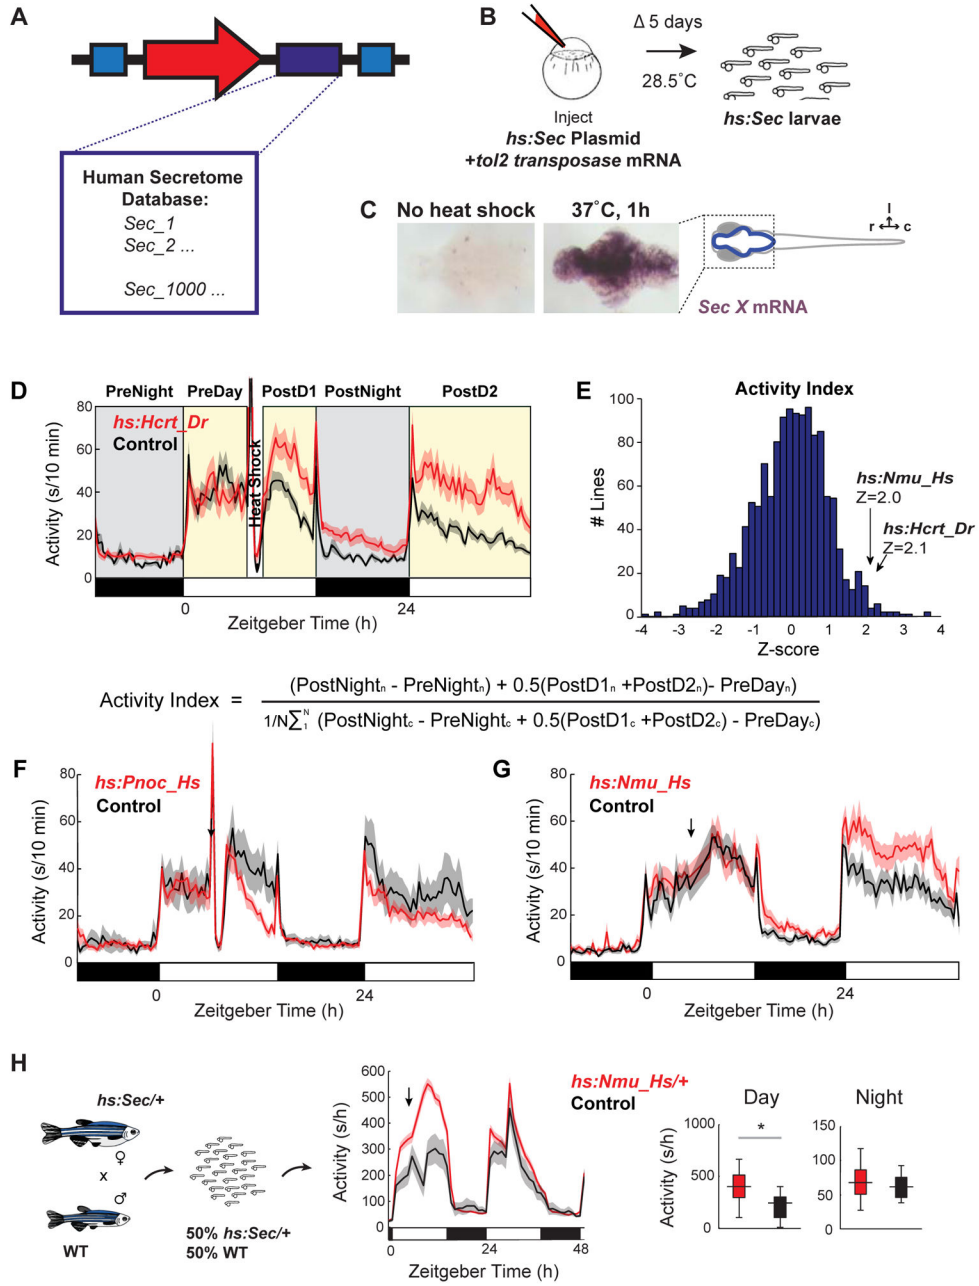 A
Human Secretome
Database:
Sec_1
Sec_2 ...
Sec_1000 ...
B
Δ 5 days
28.5˚C
Inject
hs:Sec Plasmid
+tol2 transposase mRNA
hs:Sec larvae
C
No heat shock
37˚C, 1h
l
r
c
Sec X mRNA
D
PreNight
PreDay
PostD1
PostNight
PostD2
hs:Hcrt_Dr
Control
Heat Shock
Activity (s/10 min)
80
60
40
20
0
0
24
Zeitgeber Time (h)
E
Activity Index
# Lines
100
80
60
40
20
0
hs:Nmu_Hs
Z=2.0
hs:Hcrt_Dr
Z=2.1
-4 -3 -2 -1 0 1 2 3 4
Z-score
Activity Index = (PostNightn - PreNightn) + 0.5(PostD1n +PostD2n)- PreDayn)
1/N∑1N (PostNightc - PreNightc + 0.5(PostD1c +PostD2c) - PreDayc)
F
hs:Pnoc_Hs
Control
Activity (s/10 min)
80
60
40
20
0
0
24
Zeitgeber Time (h)
G
hs:Nmu_Hs
Control
Activity (s/10 min)
80
60
40
20
0
0
24
Zeitgeber Time (h)
H
hs:Sec/+
♀
x
♂
WT
50% hs:Sec/+
50% WT
Activity (s/h)
600
500
400
300
200
100
0
0
24
48
Zeitgeber Time (h)
hs:Nmu_Hs/+
Control
Day
Activity (s/h)
1000
500
0
*
Night
150
100
50
0